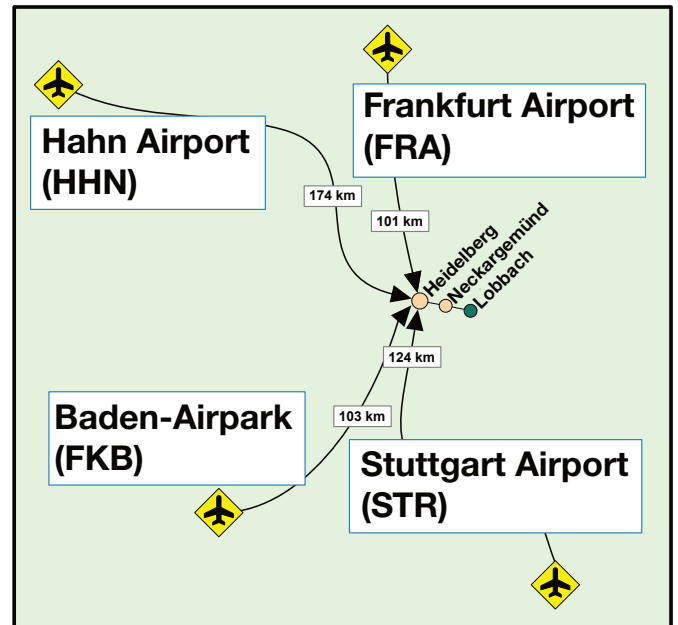 Frankfurt Airport
(FRA)
Hahn Airport
(HHN)
174 km
101 km
Heidelberg
Neckargemünd
Lobbach
124 km
103 km
Baden-Airpark
(FKB)
Stuttgart Airport
(STR)